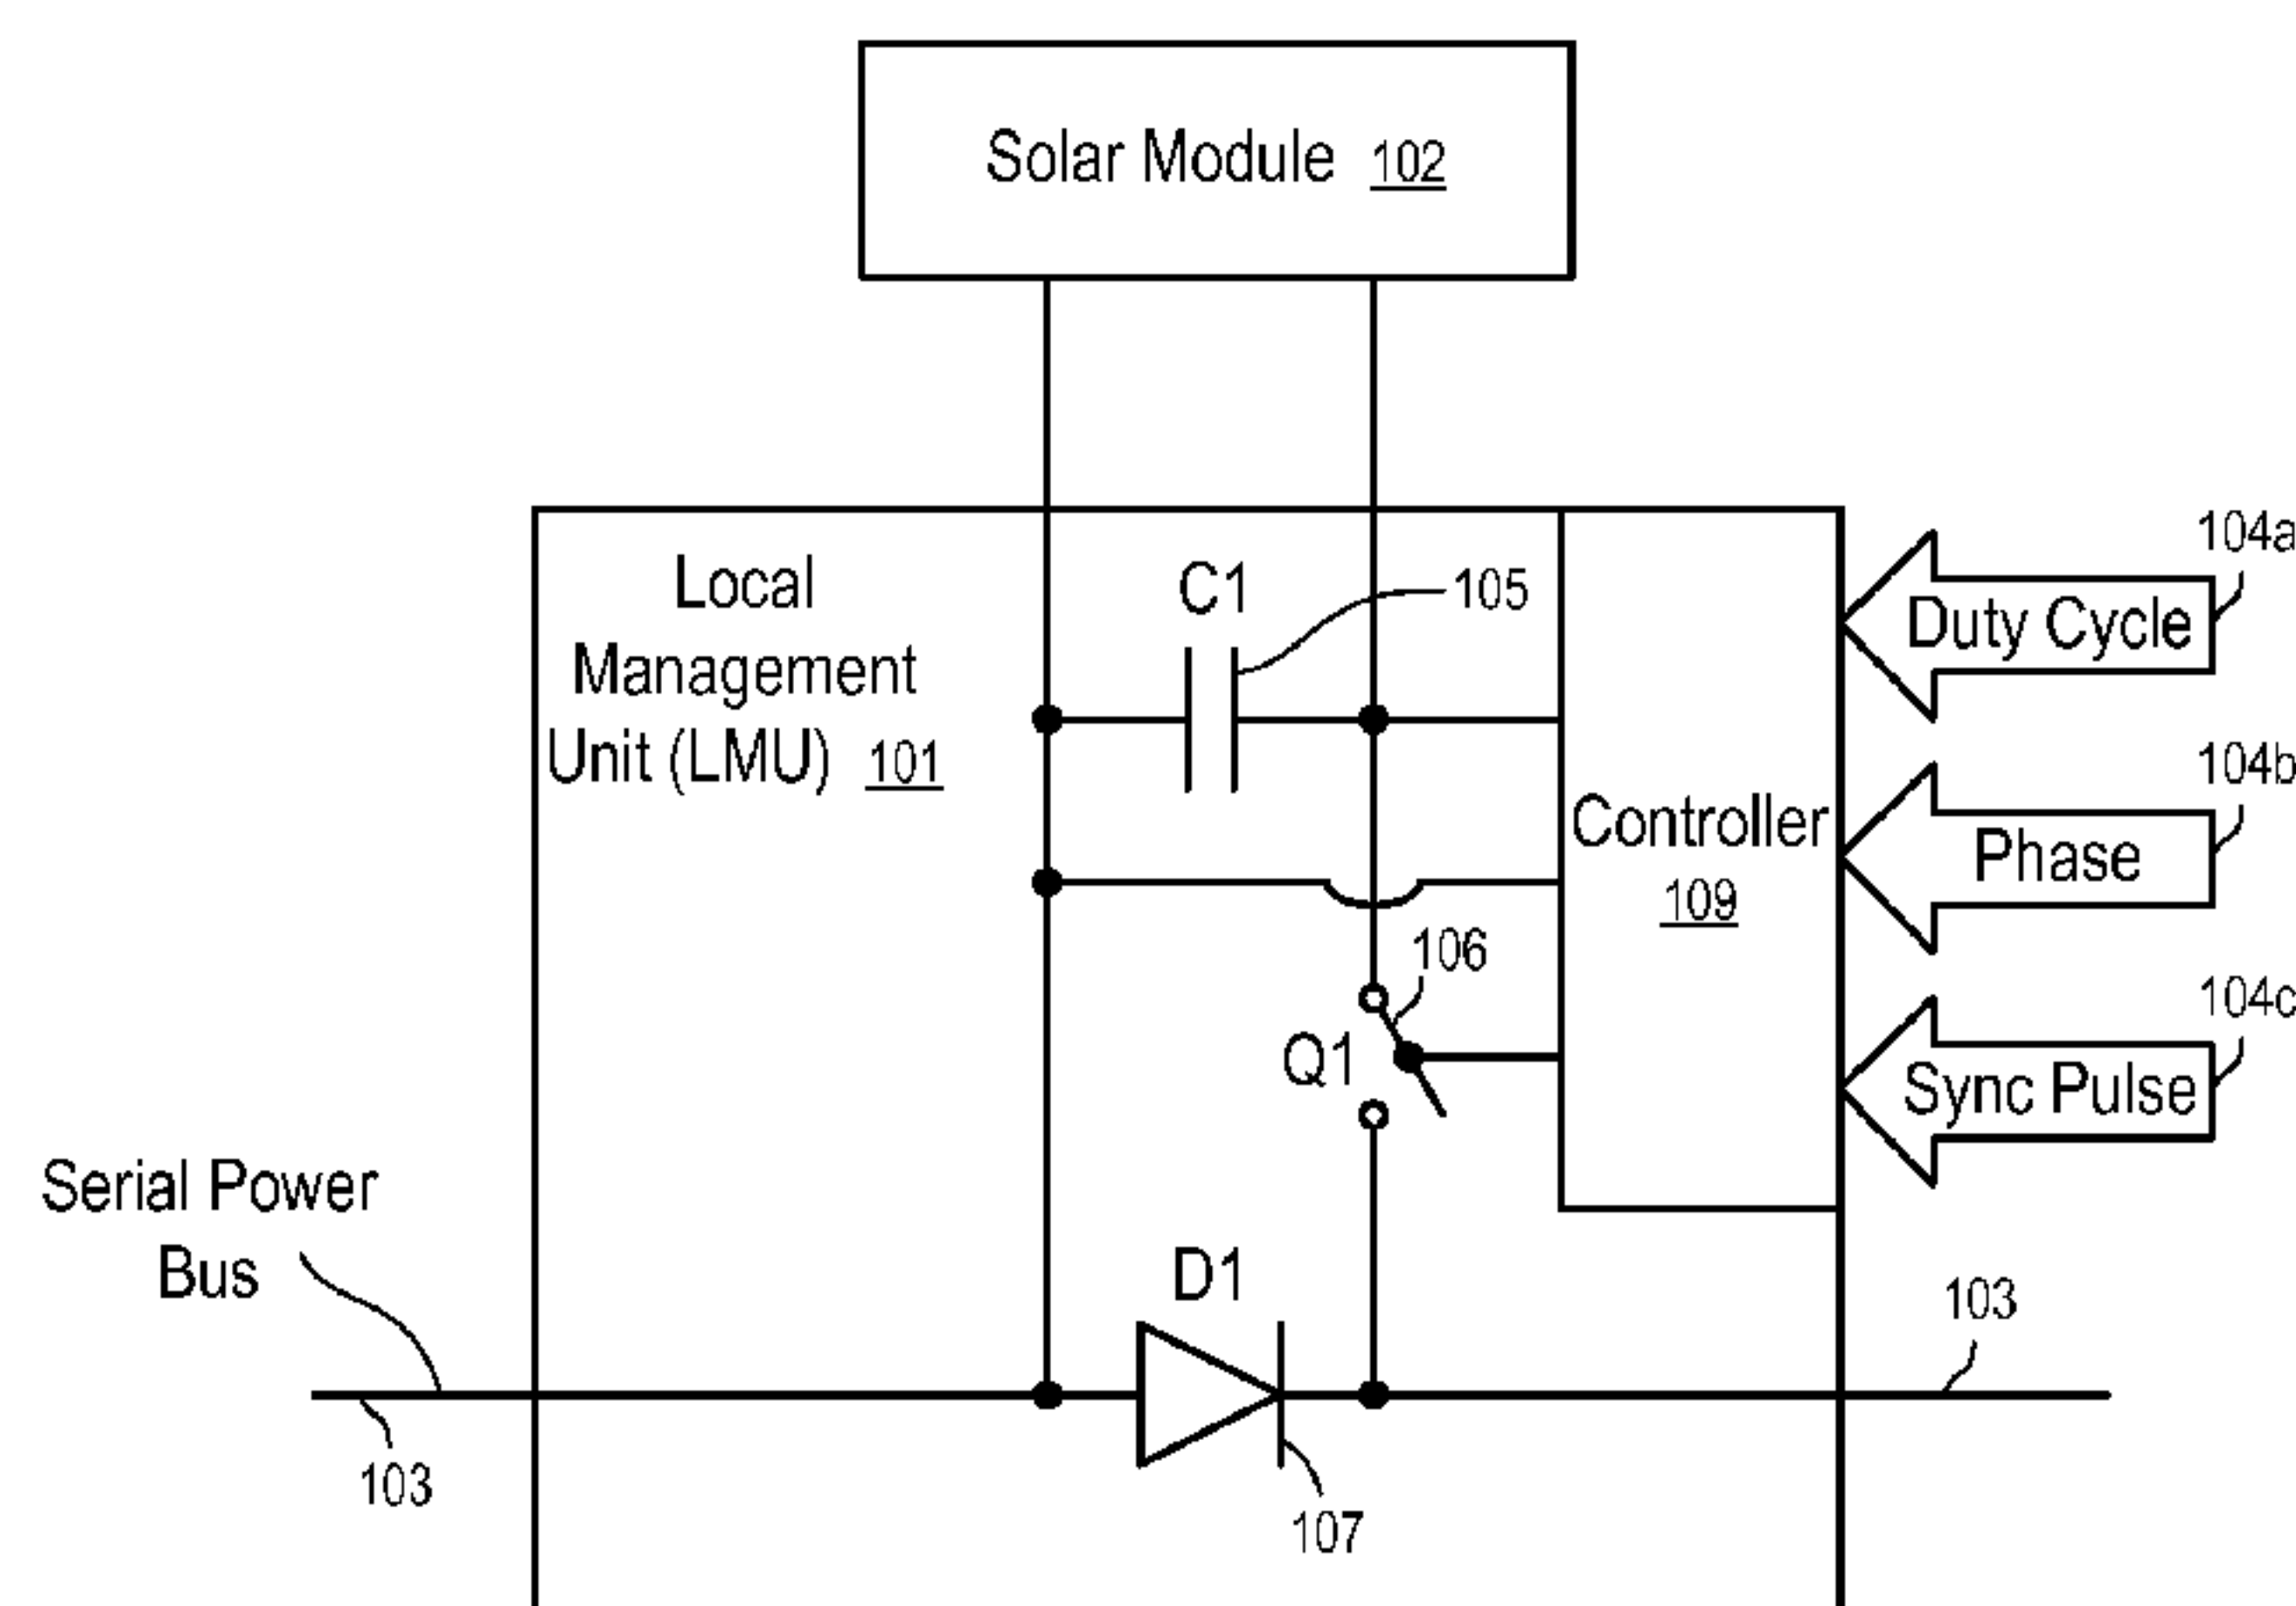 Solar Module 102
Local
Management
Unit (LMU) 101
C1
105
104a
Duty Cycle
104b
Phase
Controller
109
106
104c
Q1
Sync Pulse
Serial Power
Bus
D1
103
103
107